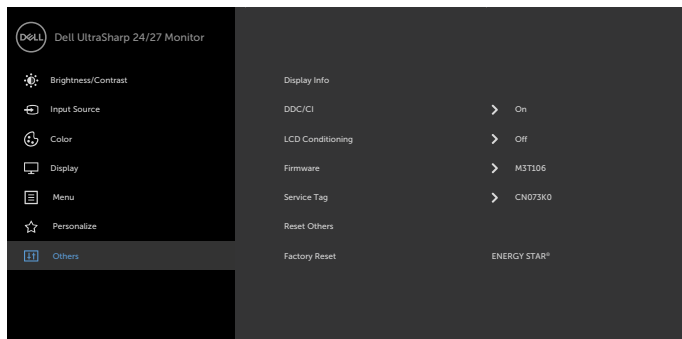 DELL Dell UltraSharp 24/27 Monitor
Brightness/Contrast
Input Source
Color
Display
Menu
Personalize
Others
Display Info
DDC/CI On
LCD Conditioning Off
Firmware M3T106
Service Tag CN073K0
Reset Others
Factory Reset ENERGY STAR®